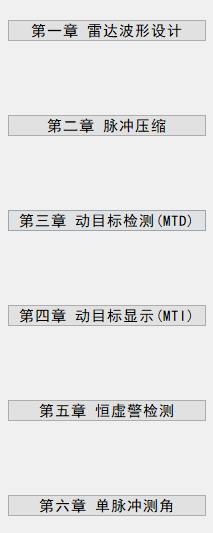 第一章 雷达波形设计
第二章 脉冲压缩
第三章 动目标检测(MTD)
第四章 动目标显示(MTI)
第五章 恒虚警检测
第六章 单脉冲测角